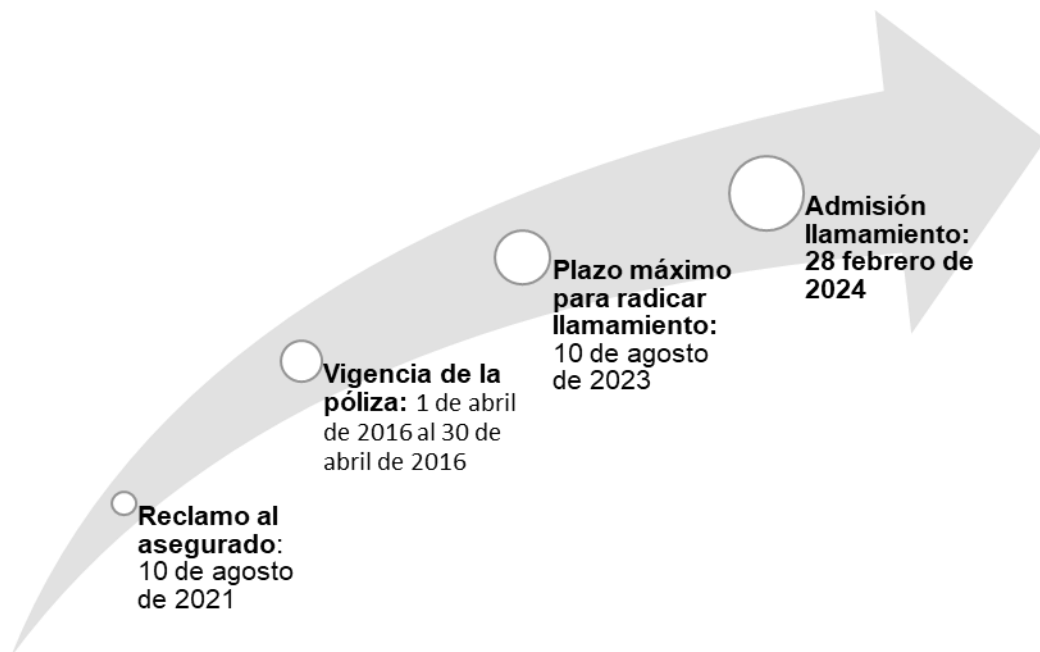 Reclamo al
asegurado:
10 de agosto
de 2021
Vigencia de la
póliza: 1 de abril
de 2016 al 30 de
abril de 2016
Plazo máximo
para radicar
llamamiento:
10 de agosto
de 2023
Admisión
llamamiento:
28 febrero de
2024